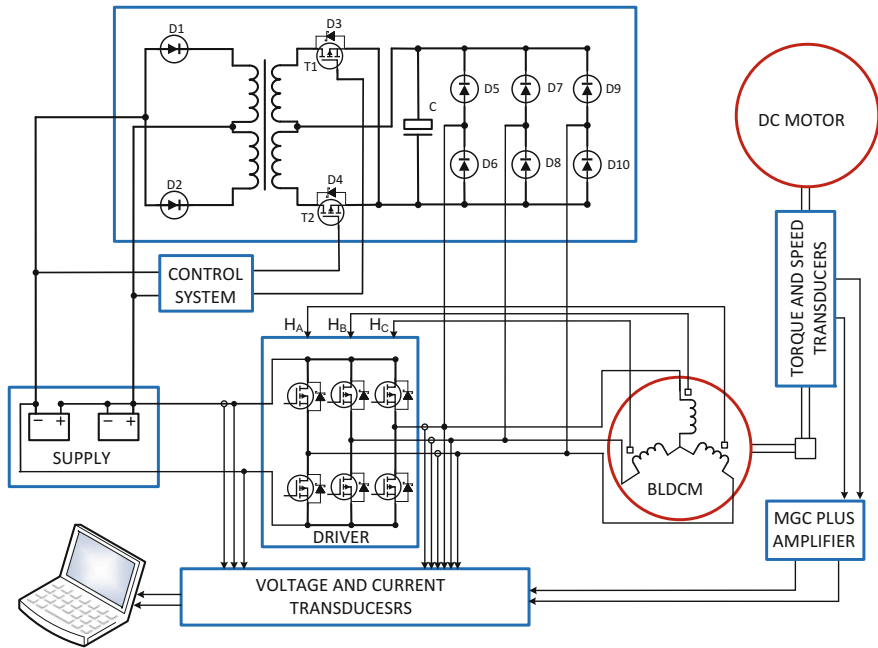 D1
D3
T1
D5
D7
D9
C
D2
D4
T2
D6
D8
D10
DC MOTOR
CONTROL
SYSTEM
TORQUE AND SPEED
TRANSDUCERS
HA
HB
HC
− +
− +
SUPPLY
DRIVER
BLDCM
MGC PLUS
AMPLIFIER
VOLTAGE AND CURRENT
TRANSDUCESRS